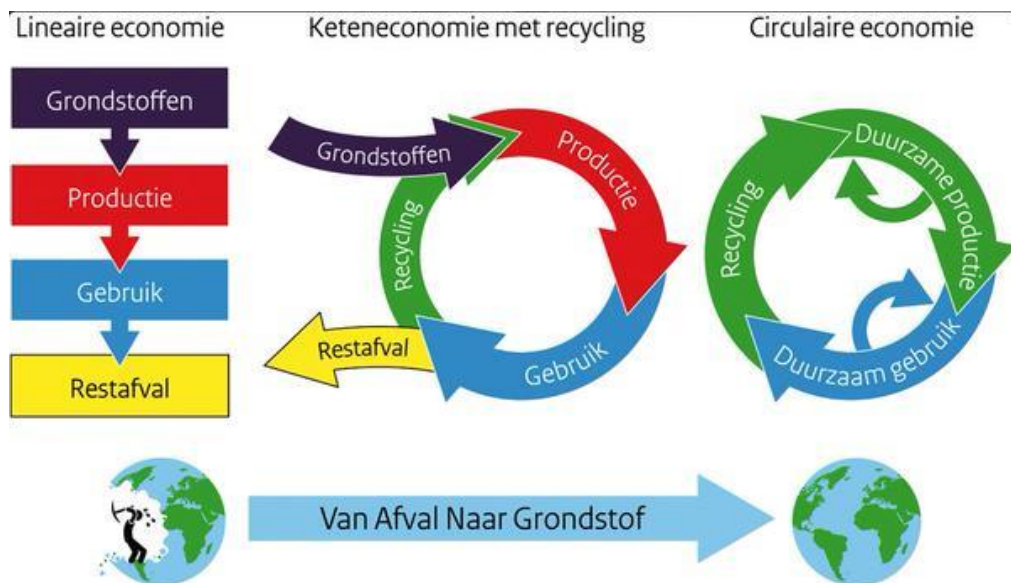 Lineaire economie
Grondstoffen
Productie
Gebruik
Restafval
Keteneconomie met recycling
Grondstoffen
Productie
Gebruik
Restafval
Recycling
Circulaire economie
Duurzame productie
Duurzaam gebruik
Recycling
Van Afval Naar Grondstof